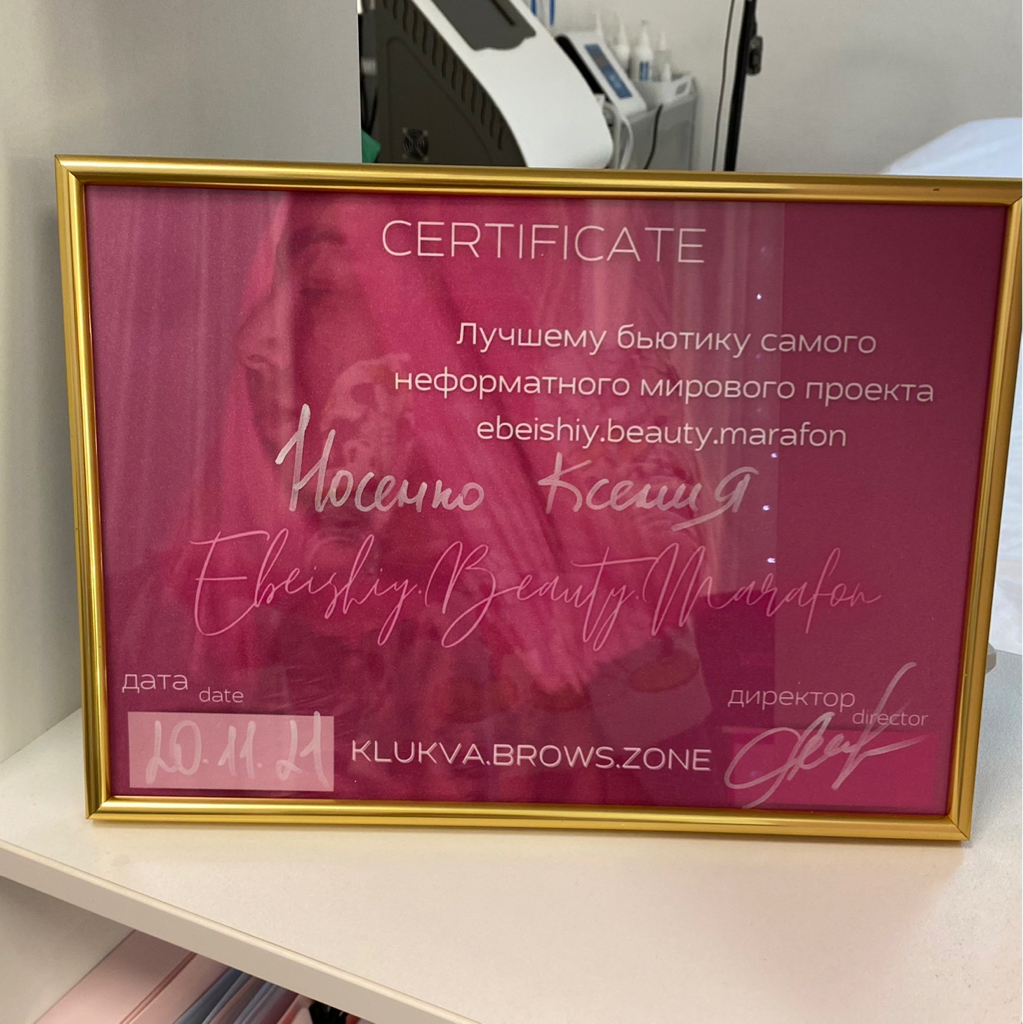 CERTIFICATE
Лучшему бьютику самого
неформатного мирового проекта
ebeishiy.beauty.marafon
Носенко Ксения
Ebeishiy.Beauty.Marafon
дата date
20.11.21
KLUKVA.BROWS.ZONE
директор director